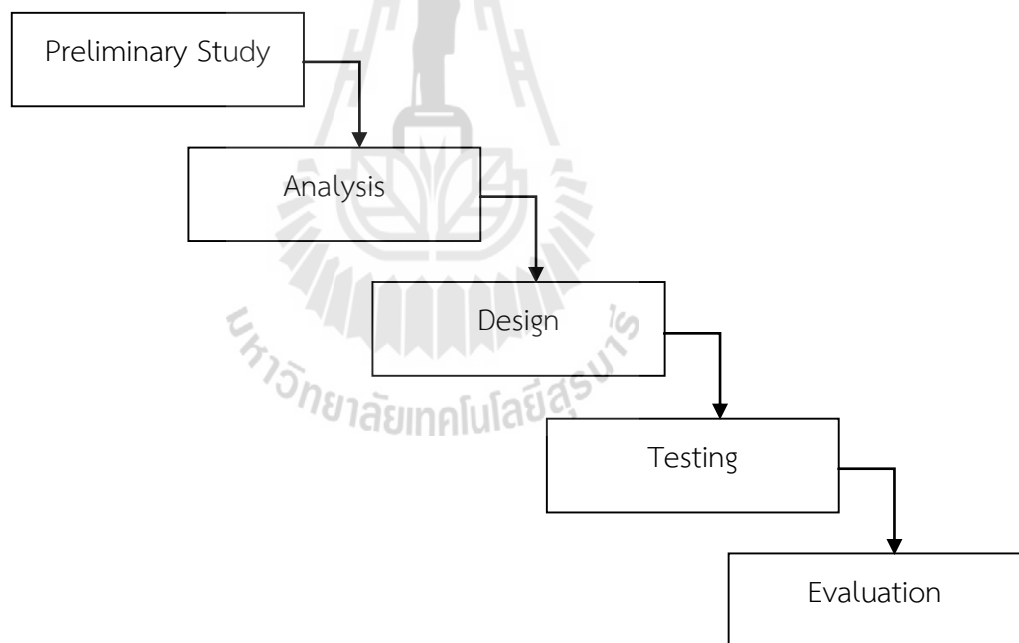 Preliminary Study
Analysis
Design
Testing
Evaluation
มหาวิทยาลัยเทคโนโลยีสุรนารี